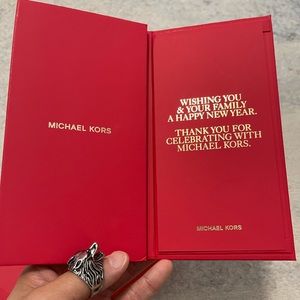 MICHAEL KORS
WISHING YOU
& YOUR FAMILY
A HAPPY NEW YEAR.
THANK YOU FOR
CELEBRATING WITH
MICHAEL KORS.
MICHAEL KORS